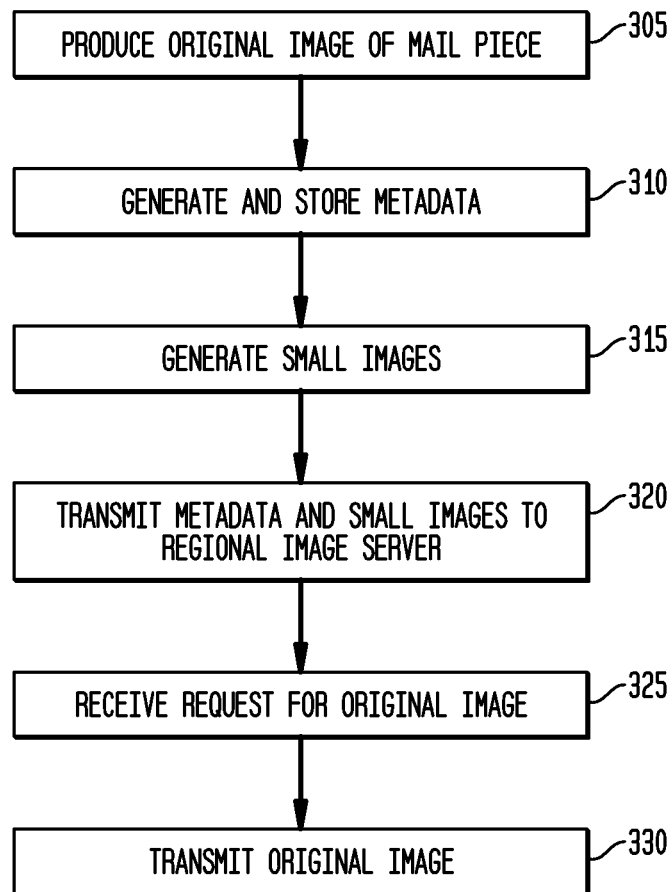 PRODUCE ORIGINAL IMAGE OF MAIL PIECE
305
GENERATE AND STORE METADATA
310
GENERATE SMALL IMAGES
315
TRANSMIT METADATA AND SMALL IMAGES TO
REGIONAL IMAGE SERVER
320
RECEIVE REQUEST FOR ORIGINAL IMAGE
325
TRANSMIT ORIGINAL IMAGE
330